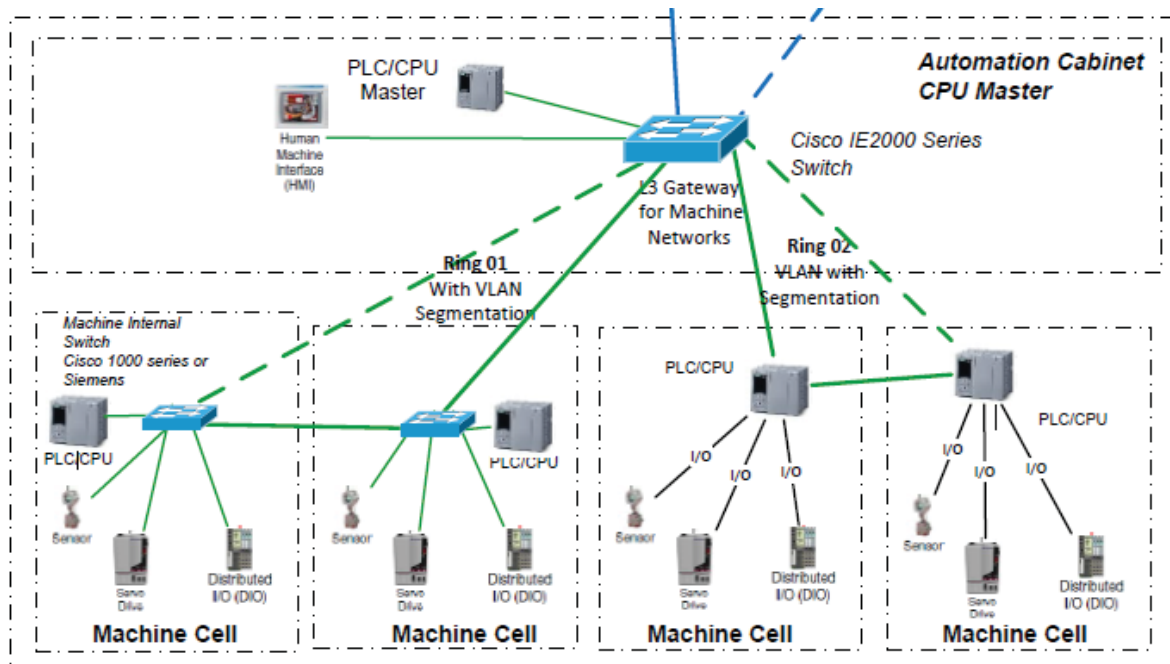 PLC/CPU
Master
Automation Cabinet
CPU Master
Human
Machine
Interface
(HMI)
Cisco IE2000 Series
Switch
L3 Gateway
for Machine
Networks
Ring 01
With VLAN
Segmentation
Ring 02
VLAN with
Segmentation
Machine Internal
Switch
Cisco 1000 series or
Siemens
PLC/CPU
Sensor
Servo
Drive
Distributed
I/O (DIO)
Machine Cell
PLC/CPU
Sensor
Servo
Drive
Distributed
I/O (DIO)
Machine Cell
PLC/CPU
I/O
I/O
I/O
Sensor
Servo
Drive
Distributed
I/O (DIO)
Machine Cell
PLC/CPU
I/O
I/O
I/O
Sensor
Servo
Drive
Distributed
I/O (DIO)
Machine Cell